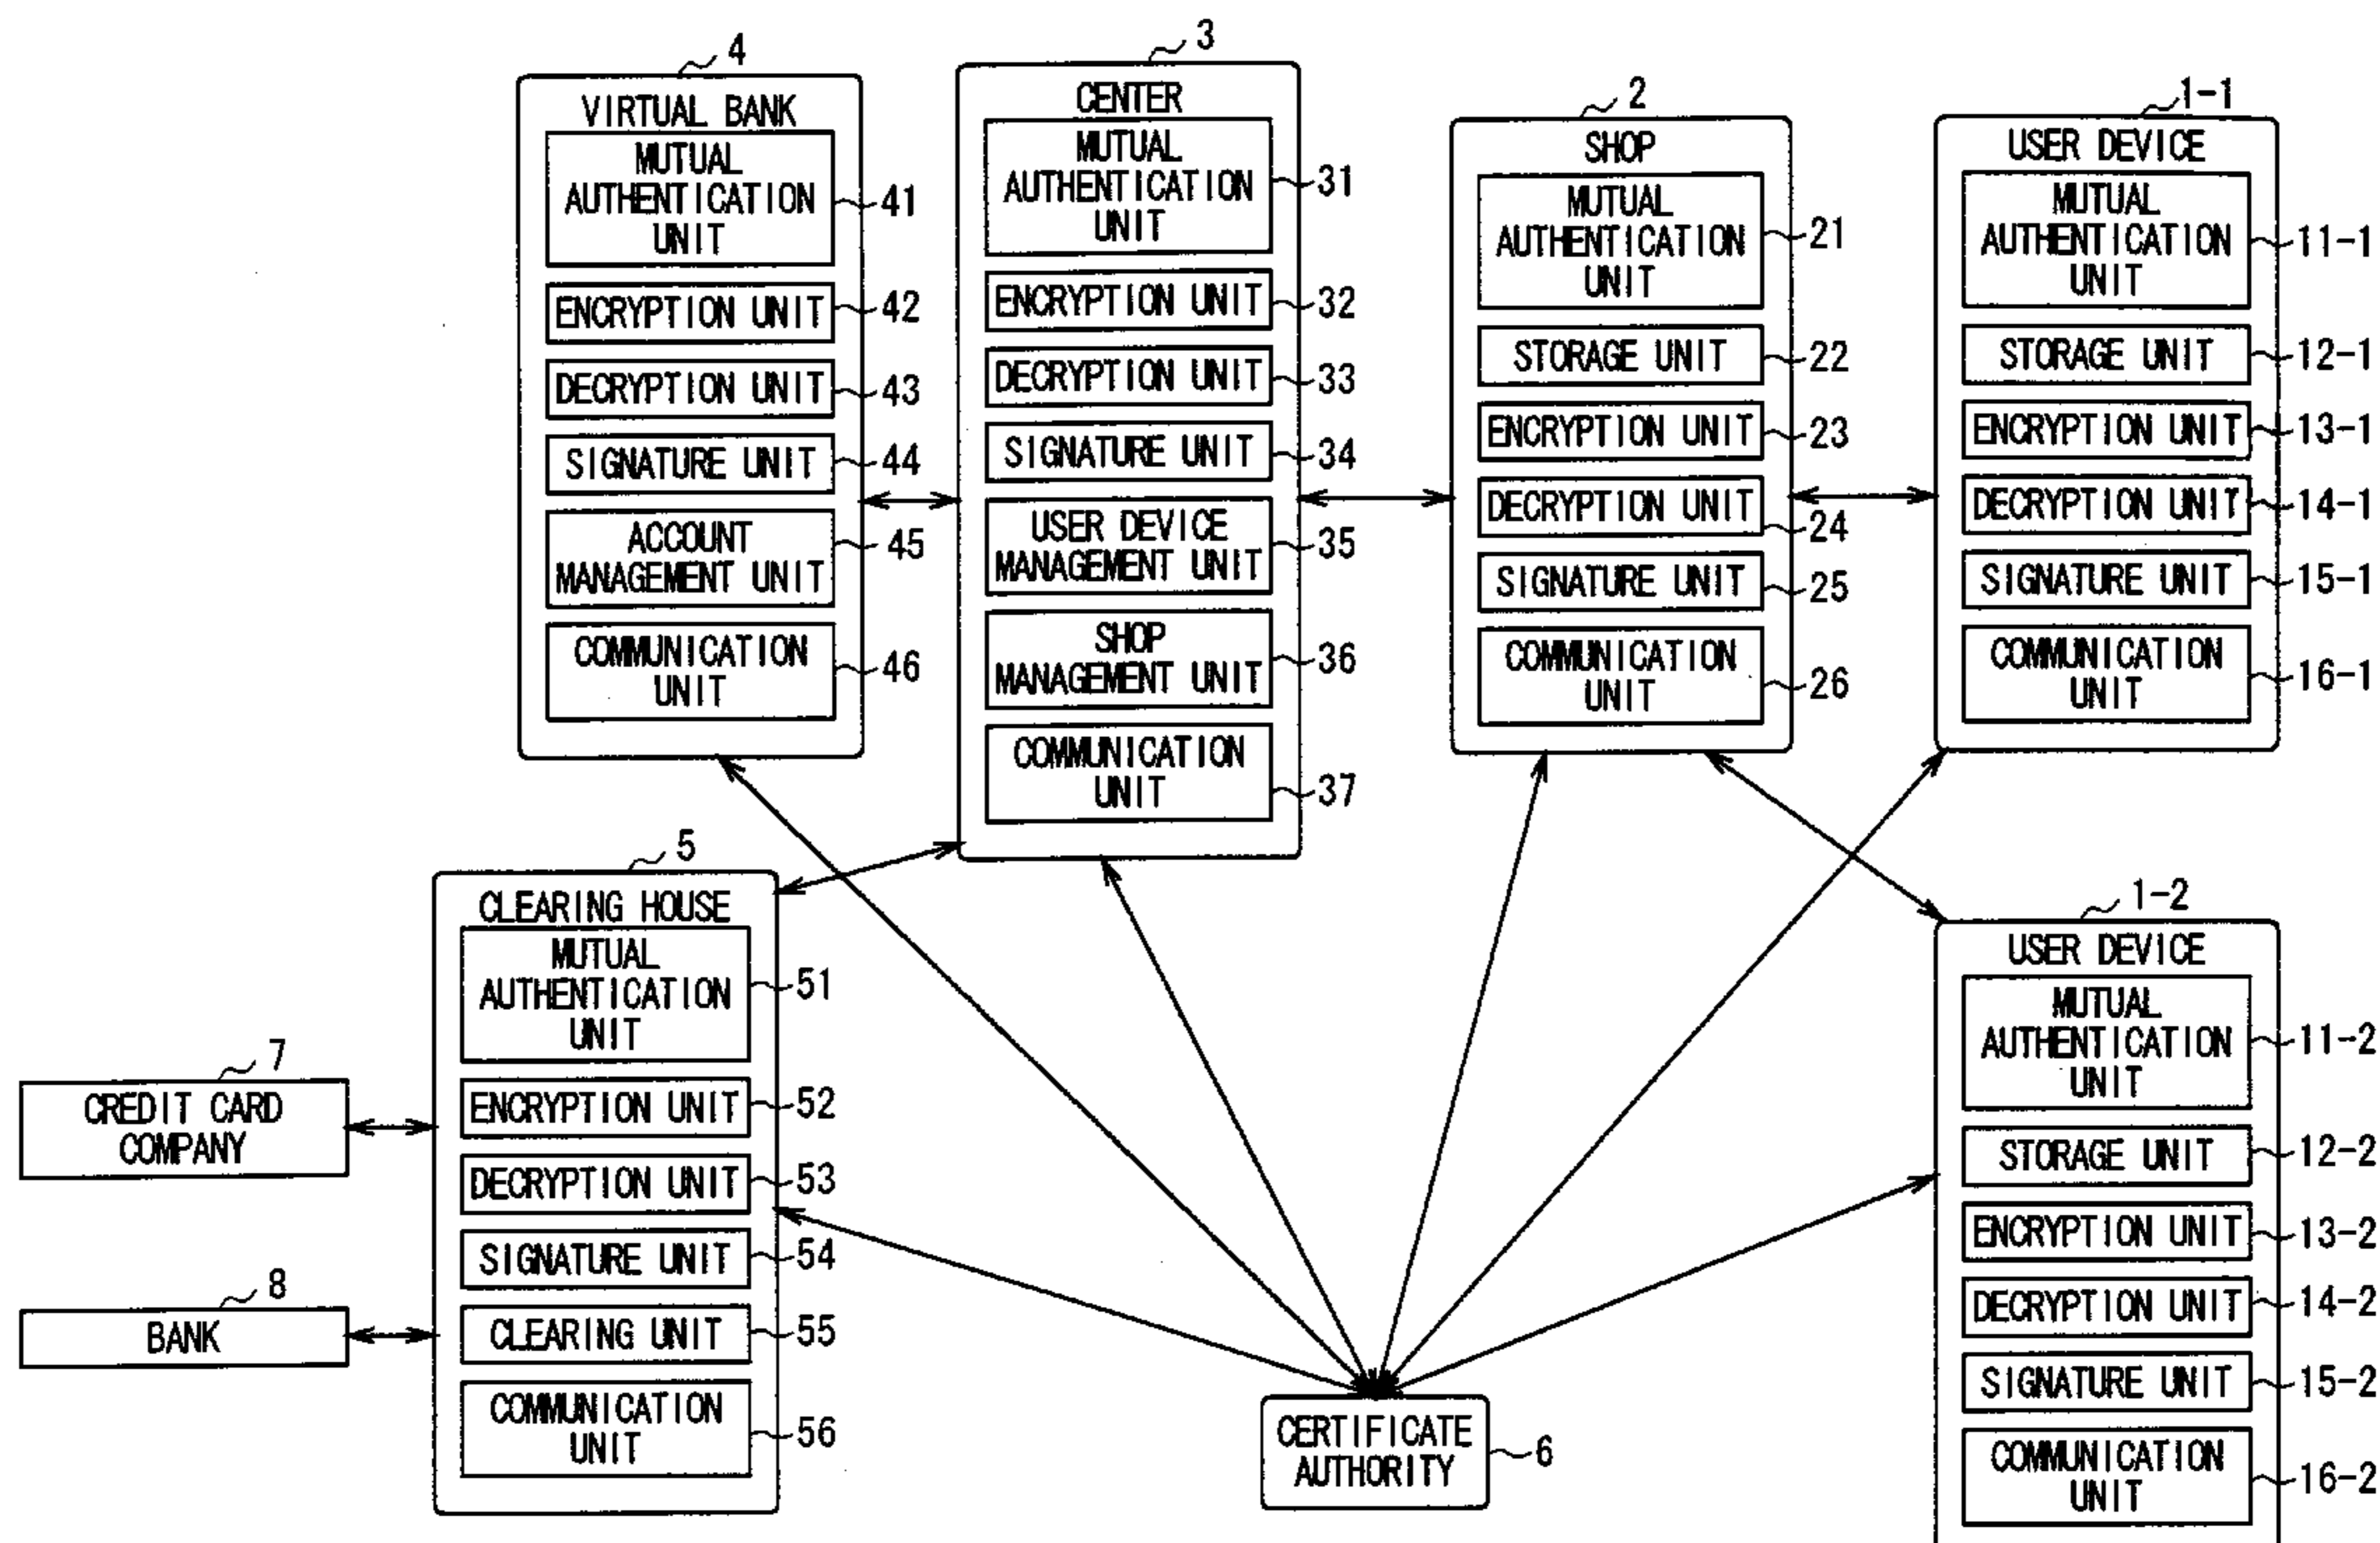 4
VIRTUAL BANK
MUTUAL
AUTHENTICATION
UNIT
41
ENCRYPTION UNIT
42
DECRYPTION UNIT
43
SIGNATURE UNIT
44
ACCOUNT
MANAGEMENT UNIT
45
COMMUNICATION
UNIT
46
3
CENTER
MUTUAL
AUTHENTICATION
UNIT
31
ENCRYPTION UNIT
32
DECRYPTION UNIT
33
SIGNATURE UNIT
34
USER DEVICE
MANAGEMENT UNIT
35
SHOP
MANAGEMENT UNIT
36
COMMUNICATION
UNIT
37
2
SHOP
MUTUAL
AUTHENTICATION
UNIT
21
STORAGE UNIT
22
ENCRYPTION UNIT
23
DECRYPTION UNIT
24
SIGNATURE UNIT
25
COMMUNICATION
UNIT
26
1-1
USER DEVICE
MUTUAL
AUTHENTICATION
UNIT
11-1
STORAGE UNIT
12-1
ENCRYPTION UNIT
13-1
DECRYPTION UNIT
14-1
SIGNATURE UNIT
15-1
COMMUNICATION
UNIT
16-1
5
CLEARING HOUSE
MUTUAL
AUTHENTICATION
UNIT
51
ENCRYPTION UNIT
52
DECRYPTION UNIT
53
SIGNATURE UNIT
54
CLEARING UNIT
55
COMMUNICATION
UNIT
56
7
CREDIT CARD
COMPANY
8
BANK
CERTIFICATE
AUTHORITY
6
1-2
USER DEVICE
MUTUAL
AUTHENTICATION
UNIT
11-2
STORAGE UNIT
12-2
ENCRYPTION UNIT
13-2
DECRYPTION UNIT
14-2
SIGNATURE UNIT
15-2
COMMUNICATION
UNIT
16-2